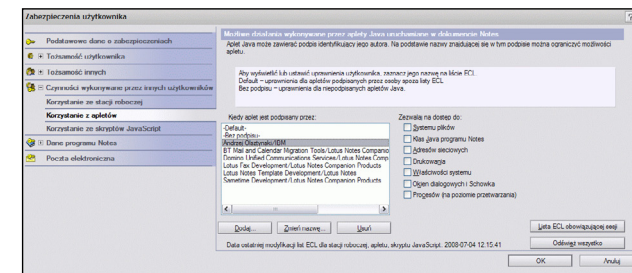 Zabezpieczenia użytkownika
?
Podstawowe dane o zabezpieczeniach
Tożsamość użytkownika
Tożsamość innych
Czynności wykonywane przez innych użytkowników
Korzystanie ze stacji roboczej
Korzystanie z apletów
Korzystanie ze skryptów JavaScript
Dane programu Notes
Poczta elektroniczna
Możliwe działania wykonywane przez aplety Java uruchamiane w dokumencie Notes
Aplet Java może zawierać podpis identyfikujący jego autora. Na podstawie nazwy znajdującej się w tym podpisie można ograniczyć możliwości
apletu.
Aby wyświetlić lub ustawić uprawnienia użytkownika, zaznacz jego nazwę na liście ECL.
Default – uprawnienia dla apletów podpisanych przez osoby spoza listy ECL
Bez podpisu – uprawnienia dla niepodpisanych apletów Java.
Kiedy aplet jest podpisany przez:
-Default-
-Bez podpisu-
Andrzej Olsztyński/IDM
BT Mail and Calendar Migration Tools/Lotus Notes Companio
Domino Unified Communications Services/Lotus Notes Comp
Lotus Fax Development/Lotus Notes Companion Products
Lotus Notes Template Development/Lotus Notes
Sametime Development/Lotus Notes Companion Products
Zezwala na dostęp do:
Systemu plików
Klas Java programu Notes
Adresów sieciowych
Drukowania
Właściwości systemu
Okien dialogowych i Schowka
Procesów (na poziomie przetwarzania)
Dodaj...
Zmień nazwę...
Usuń
Lista ECL obowiązującej sesji
Data ostatniej modyfikacji list ECL dla stacji roboczej, apletu, skryptu JavaScript: 2008-07-04 12:15:41
Odśwież wszystko
OK
Anuluj